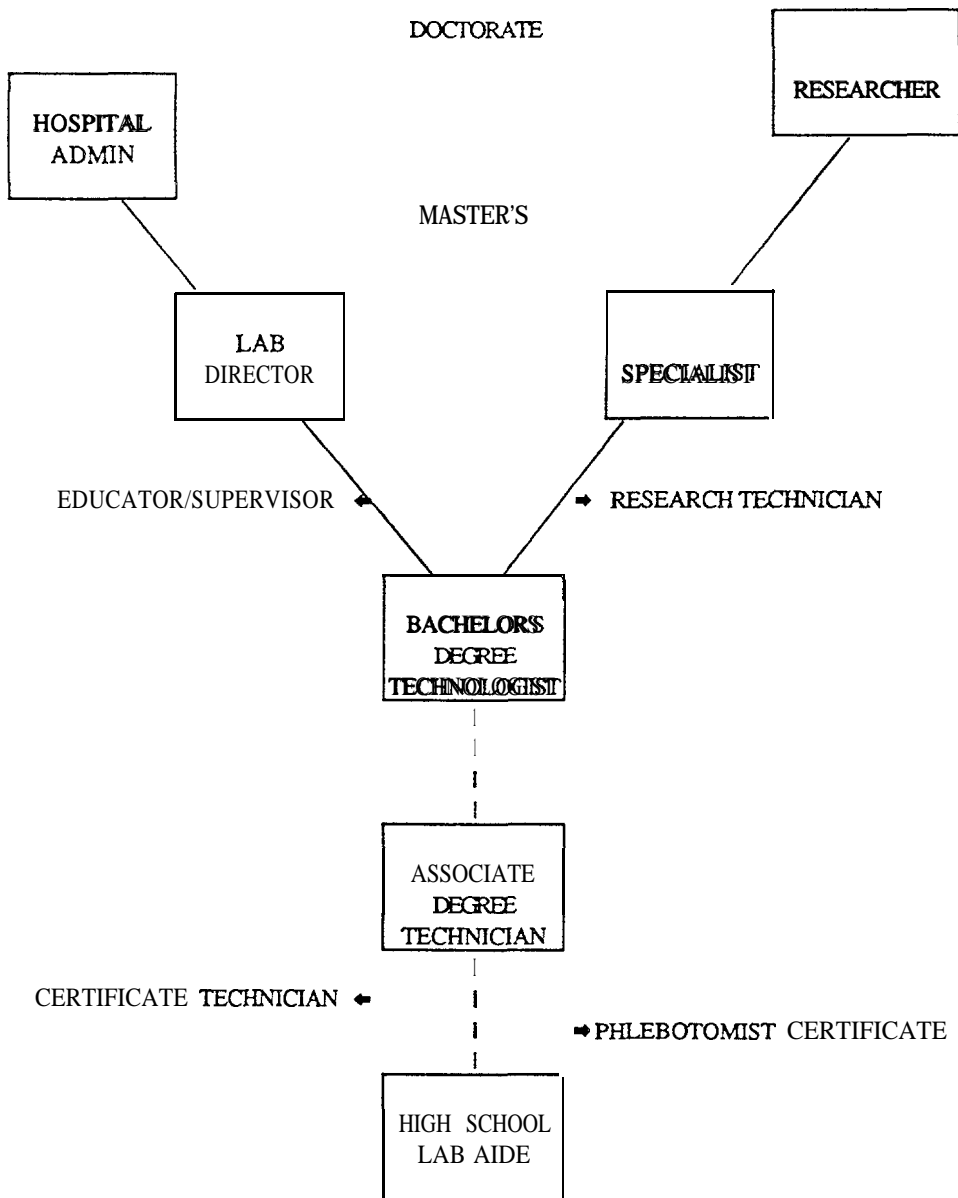 DOCTORATE
RESEARCHER
HOSPITAL
ADMIN
MASTER'S
LAB
DIRECTOR
SPECIALIST
EDUCATOR/SUPERVISOR
RESEARCH TECHNICIAN
BACHELORS
DEGREE
TECHNOLOGIST
ASSOCIATE
DEGREE
TECHNICIAN
CERTIFICATE TECHNICIAN
PHLEBOTOMIST CERTIFICATE
HIGH SCHOOL
LAB AIDE